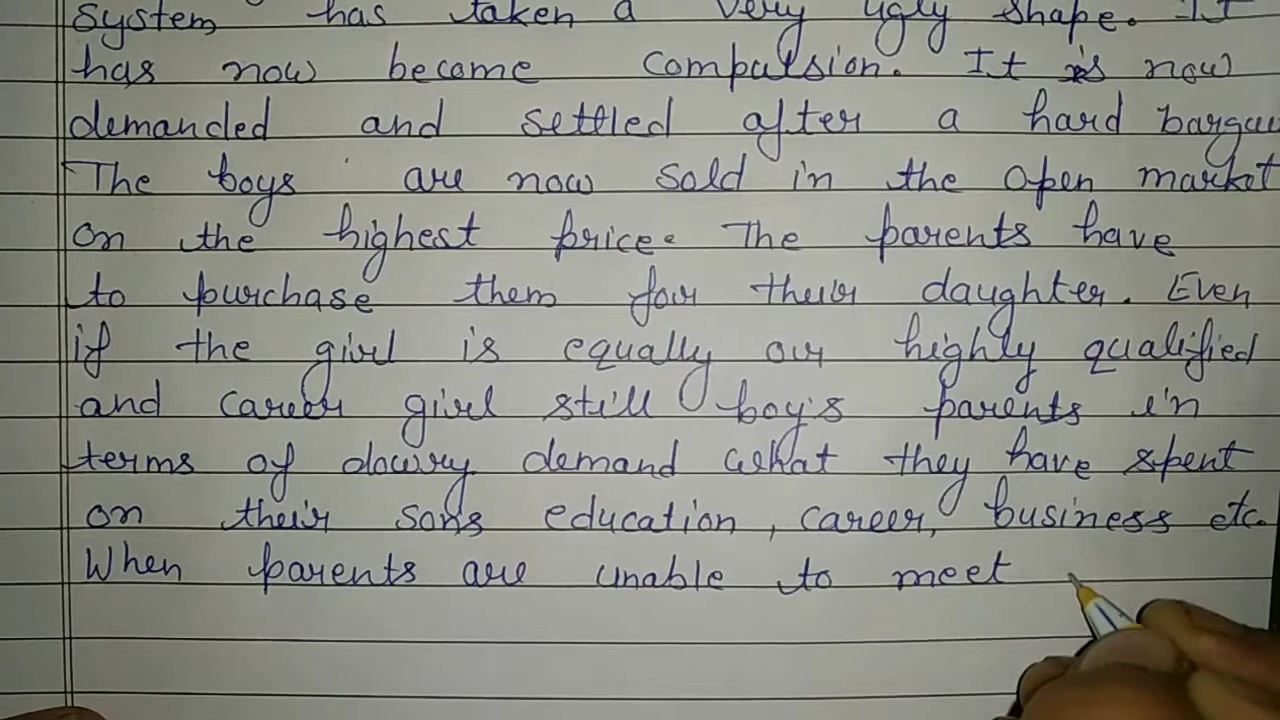 system has taken a very ugly shape. It
has now become compulsion. It is now
demanded and settled after a hard bargai
The boys are now sold in the open market
on the highest price. The parents have
to purchase them for their daughter. Even
if the girl is equally or highly qualified
and career girl still boy's parents in
terms of dowry demand what they have spent
on their son's education, career, business etc.
When parents are unable to meet